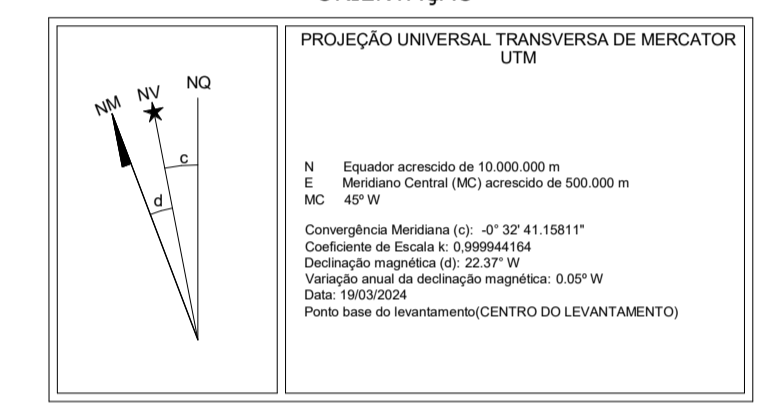 NM NV NQ
c
d
PROJEÇÃO UNIVERSAL TRANSVERSA DE MERCATOR
UTM
N Equador acrescido de 10.000.000 m
E Meridiano Central (MC) acrescido de 500.000 m
MC 45º W
Convergência Meridiana (c): -0° 32' 41.15811"
Coeficiente de Escala k: 0,999944164
Declinação magnética (d): 22.37° W
Variação anual da declinação magnética: 0.05º W
Data: 19/03/2024
Ponto base do levantamento(CENTRO DO LEVANTAMENTO)